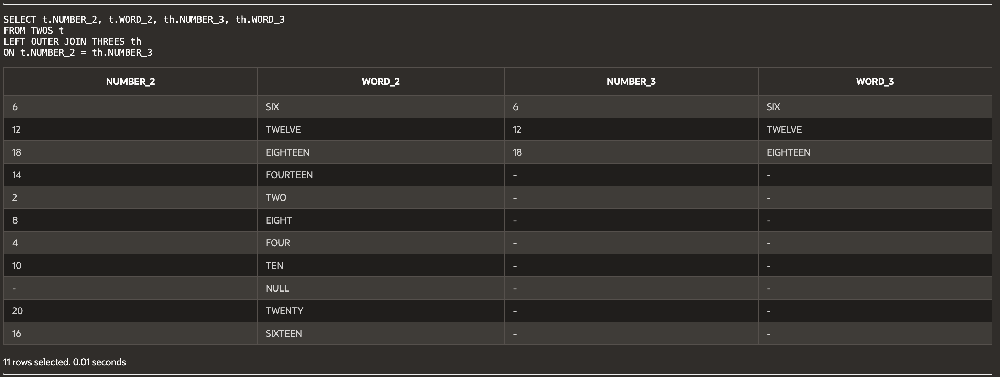 SELECT t.NUMBER_2, t.WORD_2, th.NUMBER_3, th.WORD_3
FROM TWOS t
LEFT OUTER JOIN THREES th
ON t.NUMBER_2 = th.NUMBER_3
NUMBER_2 WORD_2 NUMBER_3 WORD_3
6 SIX 6 SIX
12 TWELVE 12 TWELVE
18 EIGHTEEN 18 EIGHTEEN
14 FOURTEEN - -
2 TWO - -
8 EIGHT - -
4 FOUR - -
10 TEN - -
- NULL - -
20 TWENTY - -
16 SIXTEEN - -
11 rows selected. 0.01 seconds